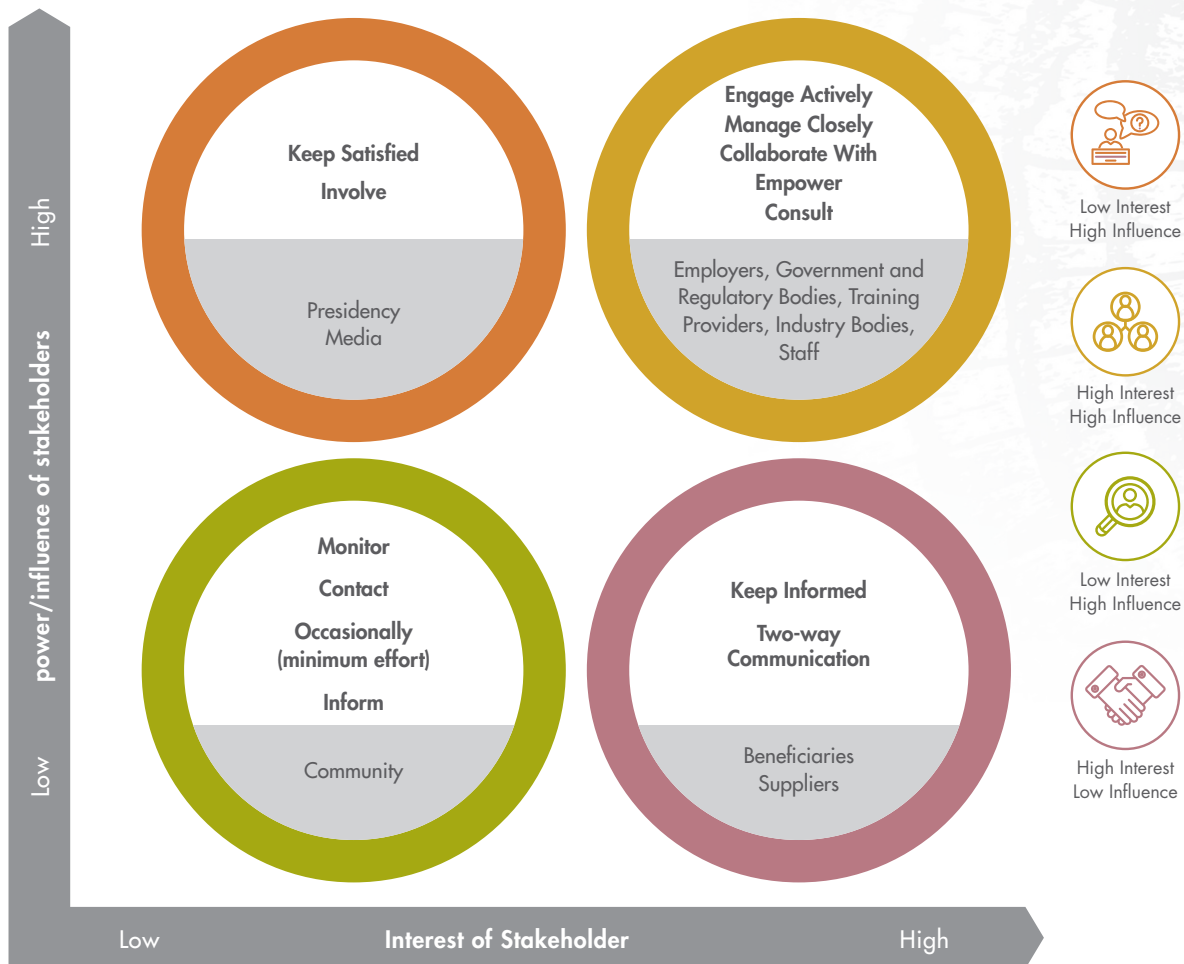 High
power/influence of stakeholders
Low
Keep Satisfied
Involve
Presidency
Media
Engage Actively
Manage Closely
Collaborate With
Empower
Consult
Employers, Government and
Regulatory Bodies, Training
Providers, Industry Bodies,
Staff
Monitor
Contact
Occasionally
(minimum effort)
Inform
Community
Keep Informed
Two-way
Communication
Beneficiaries
Suppliers
Low
Interest of Stakeholder
High
?
Low Interest
High Influence
High Interest
High Influence
Low Interest
High Influence
High Interest
Low Influence